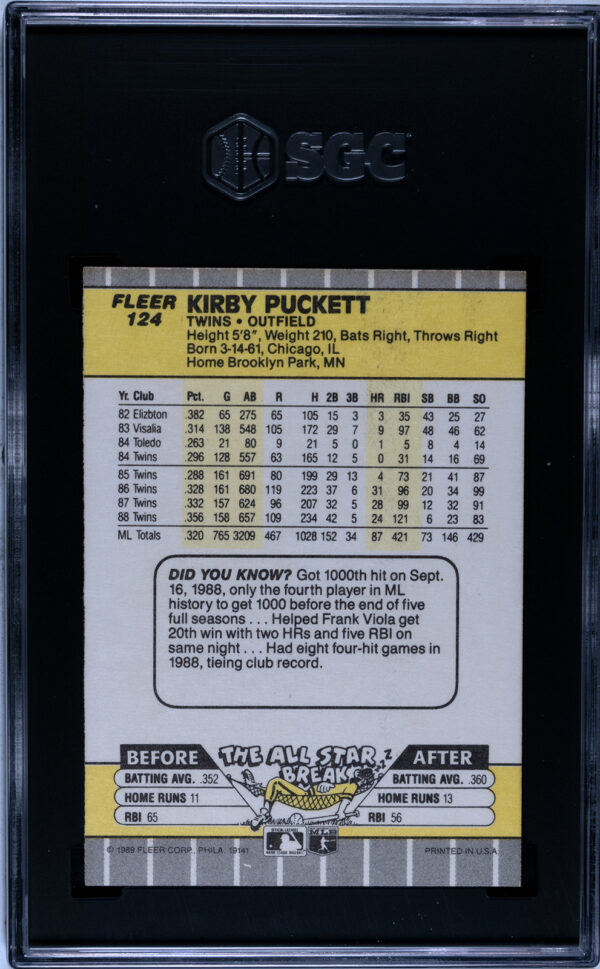 SGC
FLEER KIRBY PUCKETT
124 TWINS • OUTFIELD
Height 5'8", Weight 210, Bats Right, Throws Right
Born 3-14-61, Chicago, IL
Home Brooklyn Park, MN
Yr. Club Pct. G AB R H 2B 3B HR RBI SB BB SO
82 Elizbton .382 65 275 65 105 15 3 3 35 43 25 27
83 Visalia .314 138 548 105 172 29 7 9 97 48 46 62
84 Toledo .263 21 80 9 21 5 0 1 5 8 4 14
84 Twins .296 128 557 63 165 12 5 0 31 14 16 69
85 Twins .288 161 691 80 199 29 13 4 73 21 41 87
86 Twins .328 161 680 119 223 37 6 31 96 20 34 99
87 Twins .332 157 624 96 207 32 5 28 99 12 32 91
88 Twins .356 158 657 109 234 42 5 24 121 6 23 83
ML Totals .320 765 3209 467 1028 152 34 87 421 73 146 429
DID YOU KNOW? Got 1000th hit on Sept.
16, 1988, only the fourth player in ML
history to get 1000 before the end of five
full seasons . . . Helped Frank Viola get
20th win with two HRs and five RBI on
same night . . . Had eight four-hit games in
1988, tieing club record.
BEFORE THE ALL STAR BREAK ZZZ AFTER
BATTING AVG. .352 BATTING AVG. .360
HOME RUNS 11 HOME RUNS 13
RBI 65 RBI 56
OFFICIAL LICENSEE
MAJOR LEAGUE BASEBALL
MLB
© 1989 FLEER CORP., PHILA. 19141 PRINTED IN U.S.A.